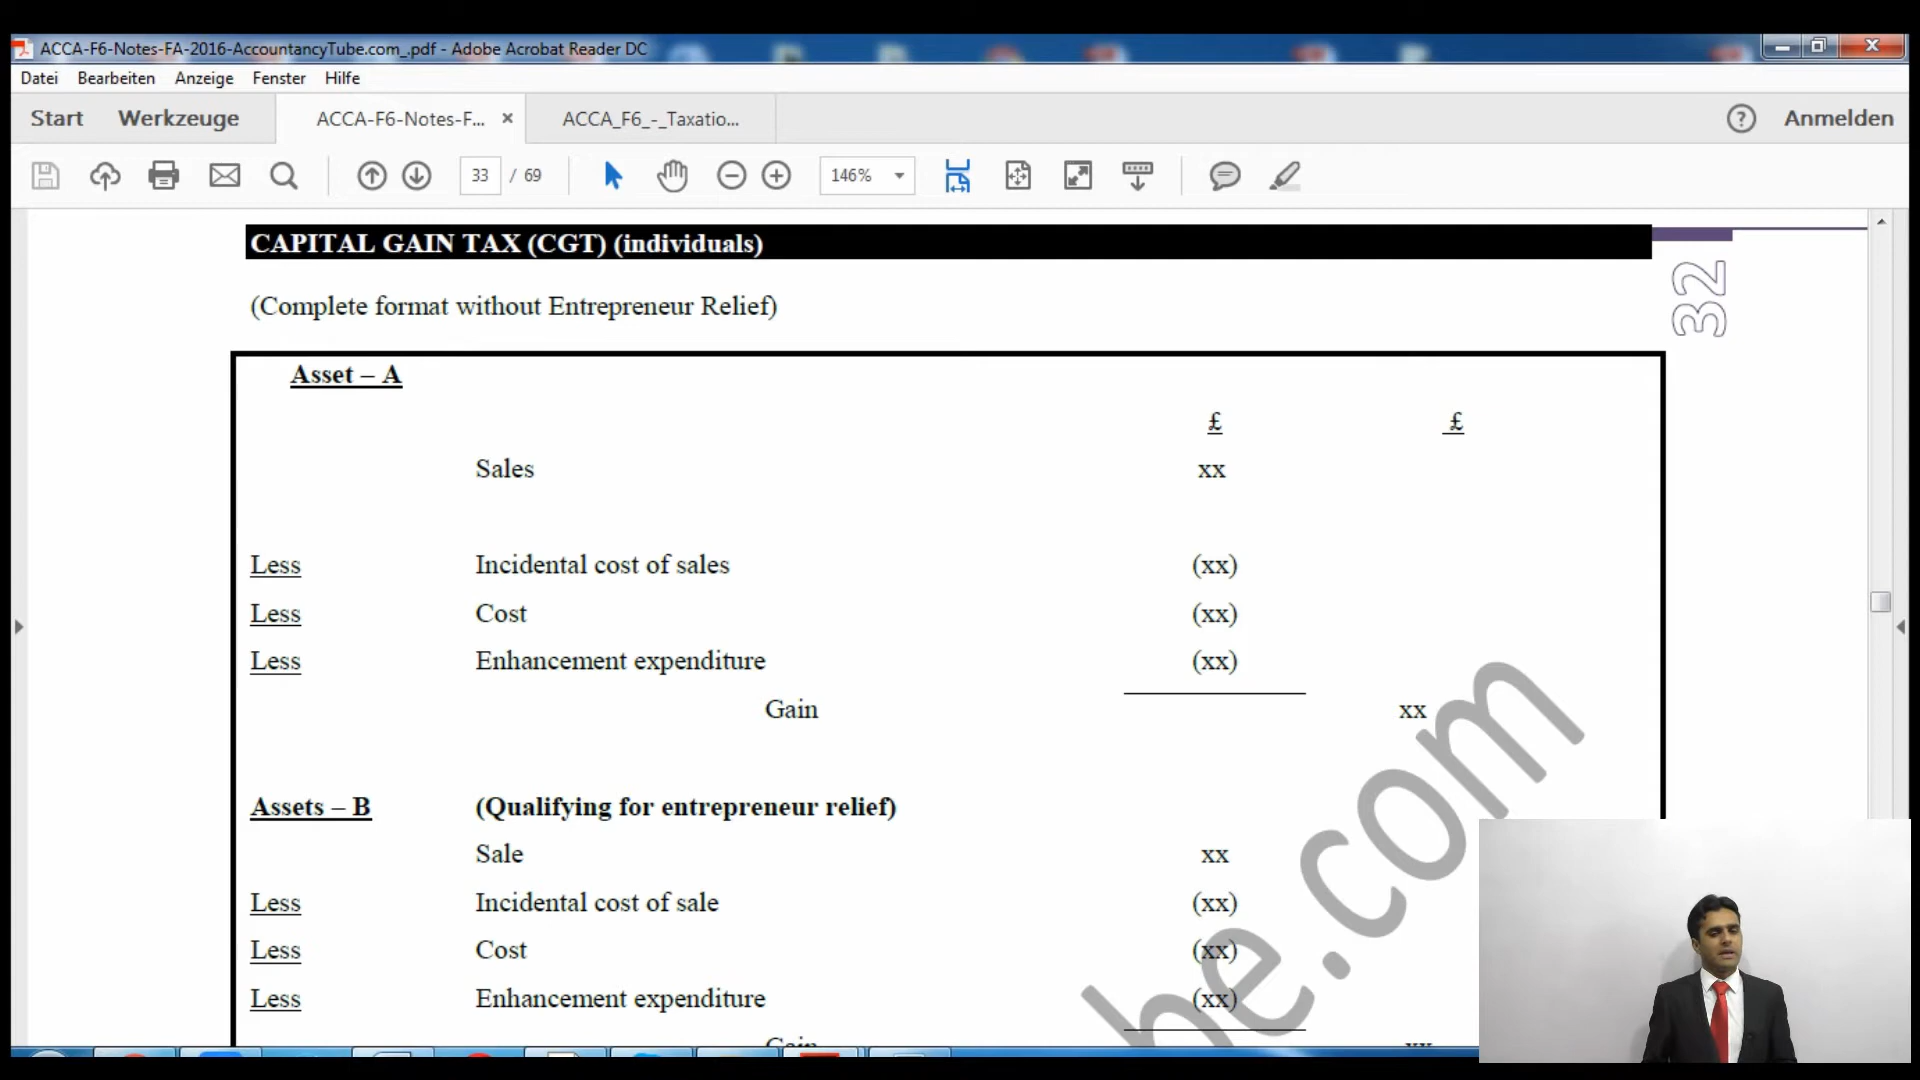 ACCA-F6-Notes-FA-2016-AccountancyTube.com_.pdf - Adobe Acrobat Reader DC
Datei Bearbeiten Anzeige Fenster Hilfe
Start Werkzeuge ACCA-F6-Notes-F... × ACCA_F6_-_Taxatio... ? Anmelden
33 / 69 146%
CAPITAL GAIN TAX (CGT) (individuals)
32
(Complete format without Entrepreneur Relief)
Asset – A
£ £
Sales xx
Less Incidental cost of sales (xx)
Less Cost (xx)
Less Enhancement expenditure (xx)
Gain xx
Assets – B (Qualifying for entrepreneur relief)
Sale xx
Less Incidental cost of sale (xx)
Less Cost (xx)
Less Enhancement expenditure (xx)
Gain xx
he.com